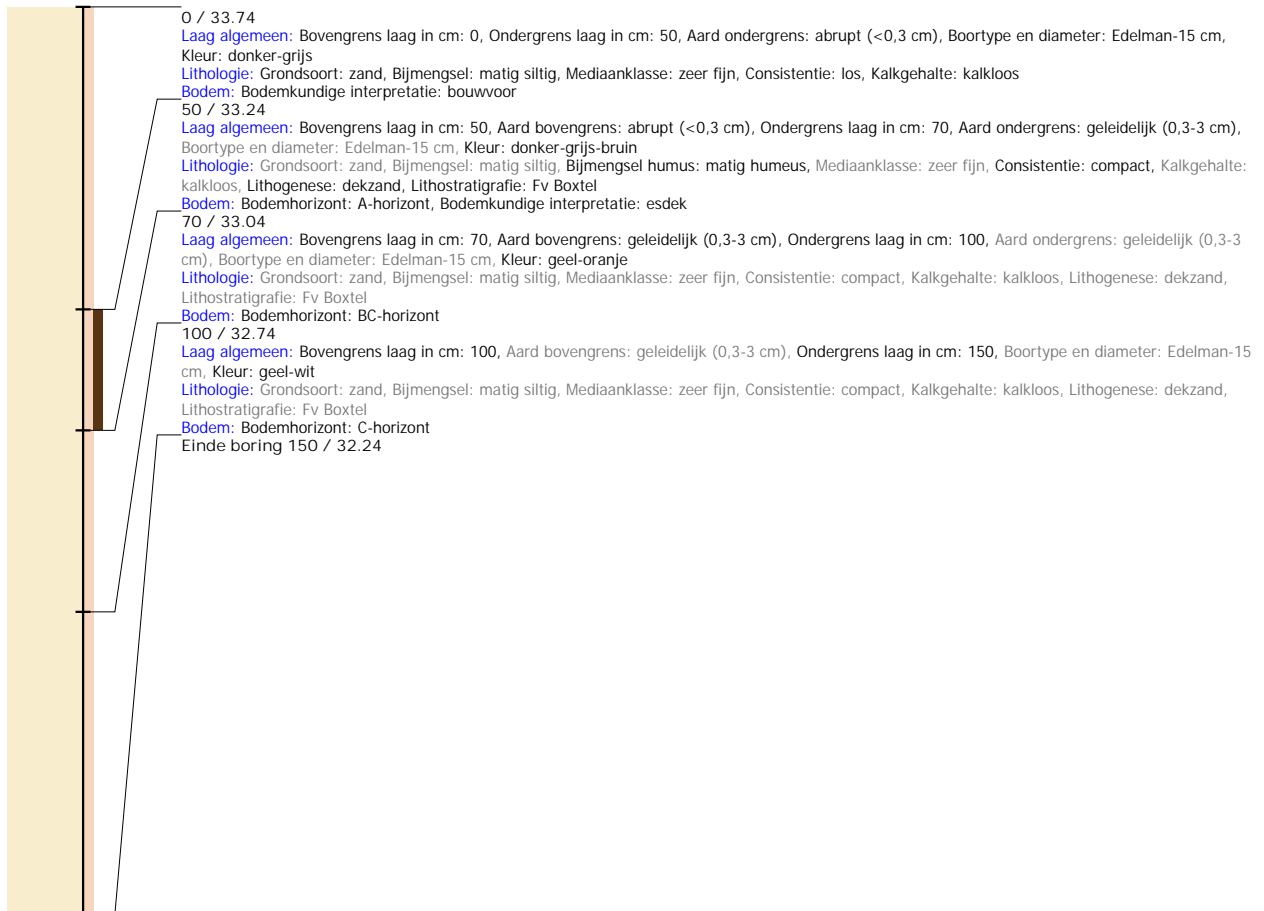 0 / 33.74
Laag algemeen: Bovengrens laag in cm: 0, Ondergrens laag in cm: 50, Aard ondergrens: abrupt (<0,3 cm), Boortype en diameter: Edelman-15 cm,
Kleur: donker-grijs
Lithologie: Grondsoort: zand, Bijmengsel: matig siltig, Mediaanklasse: zeer fijn, Consistentie: los, Kalkgehalte: kalkloos
Bodem: Bodemkundige interpretatie: bouwvoor
50 / 33.24
Laag algemeen: Bovengrens laag in cm: 50, Aard bovengrens: abrupt (<0,3 cm), Ondergrens laag in cm: 70, Aard ondergrens: geleidelijk (0,3-3 cm),
Boortype en diameter: Edelman-15 cm, Kleur: donker-grijs-bruin
Lithologie: Grondsoort: zand, Bijmengsel: matig siltig, Bijmengsel humus: matig humeus, Mediaanklasse: zeer fijn, Consistentie: compact, Kalkgehalte:
kalkloos, Lithogenese: dekzand, Lithostratigrafie: Fv Boxtel
Bodem: Bodemhorizont: A-horizont, Bodemkundige interpretatie: esdek
70 / 33.04
Laag algemeen: Bovengrens laag in cm: 70, Aard bovengrens: geleidelijk (0,3-3 cm), Ondergrens laag in cm: 100, Aard ondergrens: geleidelijk (0,3-3
cm), Boortype en diameter: Edelman-15 cm, Kleur: geel-oranje
Lithologie: Grondsoort: zand, Bijmengsel: matig siltig, Mediaanklasse: zeer fijn, Consistentie: compact, Kalkgehalte: kalkloos, Lithogenese: dekzand,
Lithostratigrafie: Fv Boxtel
Bodem: Bodemhorizont: BC-horizont
100 / 32.74
Laag algemeen: Bovengrens laag in cm: 100, Aard bovengrens: geleidelijk (0,3-3 cm), Ondergrens laag in cm: 150, Boortype en diameter: Edelman-15
cm, Kleur: geel-wit
Lithologie: Grondsoort: zand, Bijmengsel: matig siltig, Mediaanklasse: zeer fijn, Consistentie: compact, Kalkgehalte: kalkloos, Lithogenese: dekzand,
Lithostratigrafie: Fv Boxtel
Bodem: Bodemhorizont: C-horizont
Einde boring 150 / 32.24